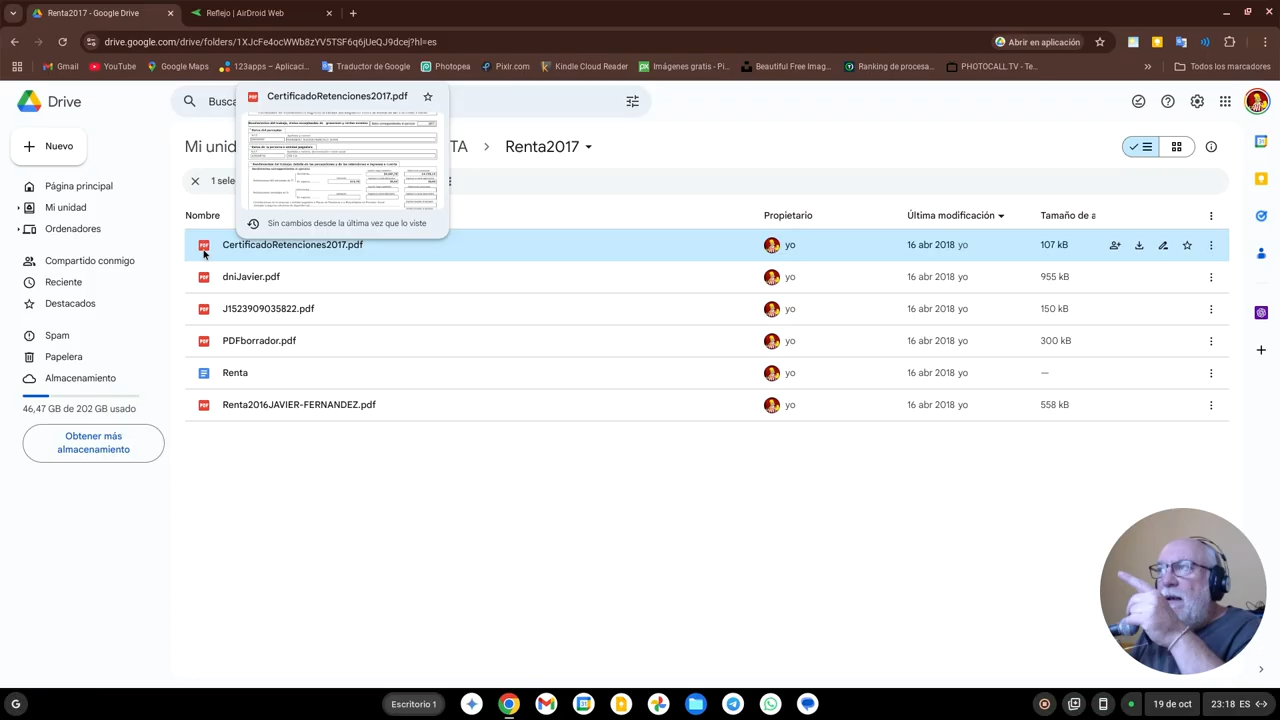 Renta2017 - Google Drive
Reflejo | AirDroid Web
drive.google.com/drive/folders/1XJcFe4ocWWb8zYV5TSF6q6jUeQJ9dcej?hl=es
Abrir en aplicación
Gmail
YouTube
Google Maps
123apps – Aplicaci...
Traductor de Google
Photopea
Pixlr.com
Kindle Cloud Reader
Imágenes gratis - Pi...
Beautiful Free Imag...
Ranking de procesa...
PHOTOCALL.TV - Te...
Todos los marcadores
Drive
Busca
CertificadoRetenciones2017.pdf
Nuevo
Mi unid
TA
Renta2017
1 sele
Página principal
Mi unidad
Ordenadores
Sin cambios desde la última vez que lo viste
Nombre
Propietario
Última modificación
Tamaño de a
CertificadoRetenciones2017.pdf
yo
16 abr 2018 yo
107 kB
dniJavier.pdf
yo
16 abr 2018 yo
955 kB
J1523909035822.pdf
yo
16 abr 2018 yo
150 kB
PDFborrador.pdf
yo
16 abr 2018 yo
300 kB
Renta
yo
16 abr 2018 yo
—
Renta2016JAVIER-FERNANDEZ.pdf
yo
16 abr 2018 yo
558 kB
Compartido conmigo
Reciente
Destacados
Spam
Papelera
Almacenamiento
46,47 GB de 202 GB usado
Obtener más
almacenamiento
Escritorio 1
19 de oct
23:18 ES